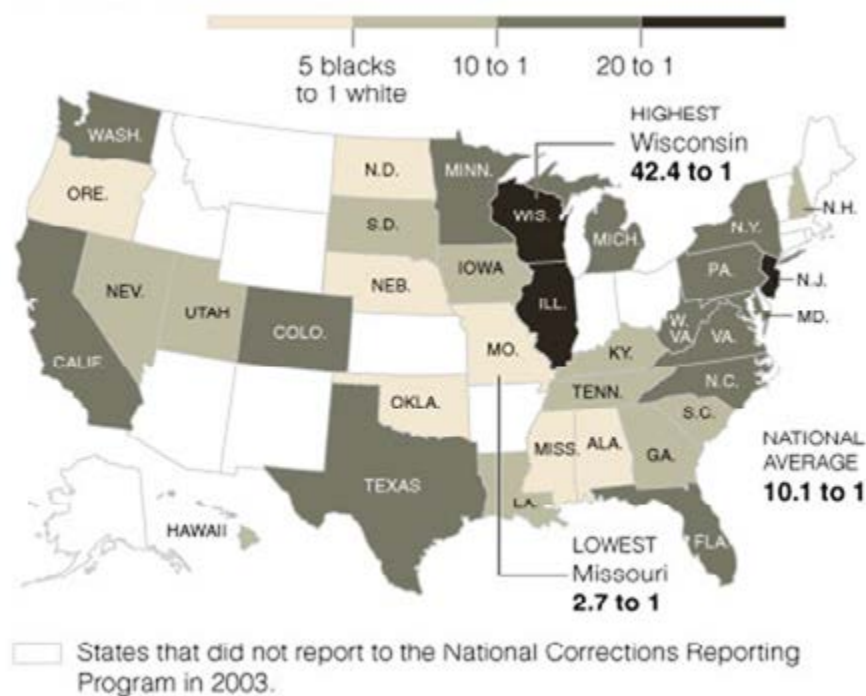 5 blacks
to 1 white
10 to 1
20 to 1
HIGHEST
Wisconsin
42.4 to 1
WASH.
ORE.
CALIF.
NEV.
UTAH
COLO.
N.D.
S.D.
NEB.
OKLA.
TEXAS
MINN.
IOWA
MO.
WIS.
ILL.
MICH.
KY.
TENN.
MISS.
ALA.
LA.
GA.
FLA.
S.C.
N.C.
VA.
W.
VA.
PA.
N.Y.
N.H.
N.J.
MD.
HAWAII
NATIONAL
AVERAGE
10.1 to 1
LOWEST
Missouri
2.7 to 1
States that did not report to the National Corrections Reporting
Program in 2003.